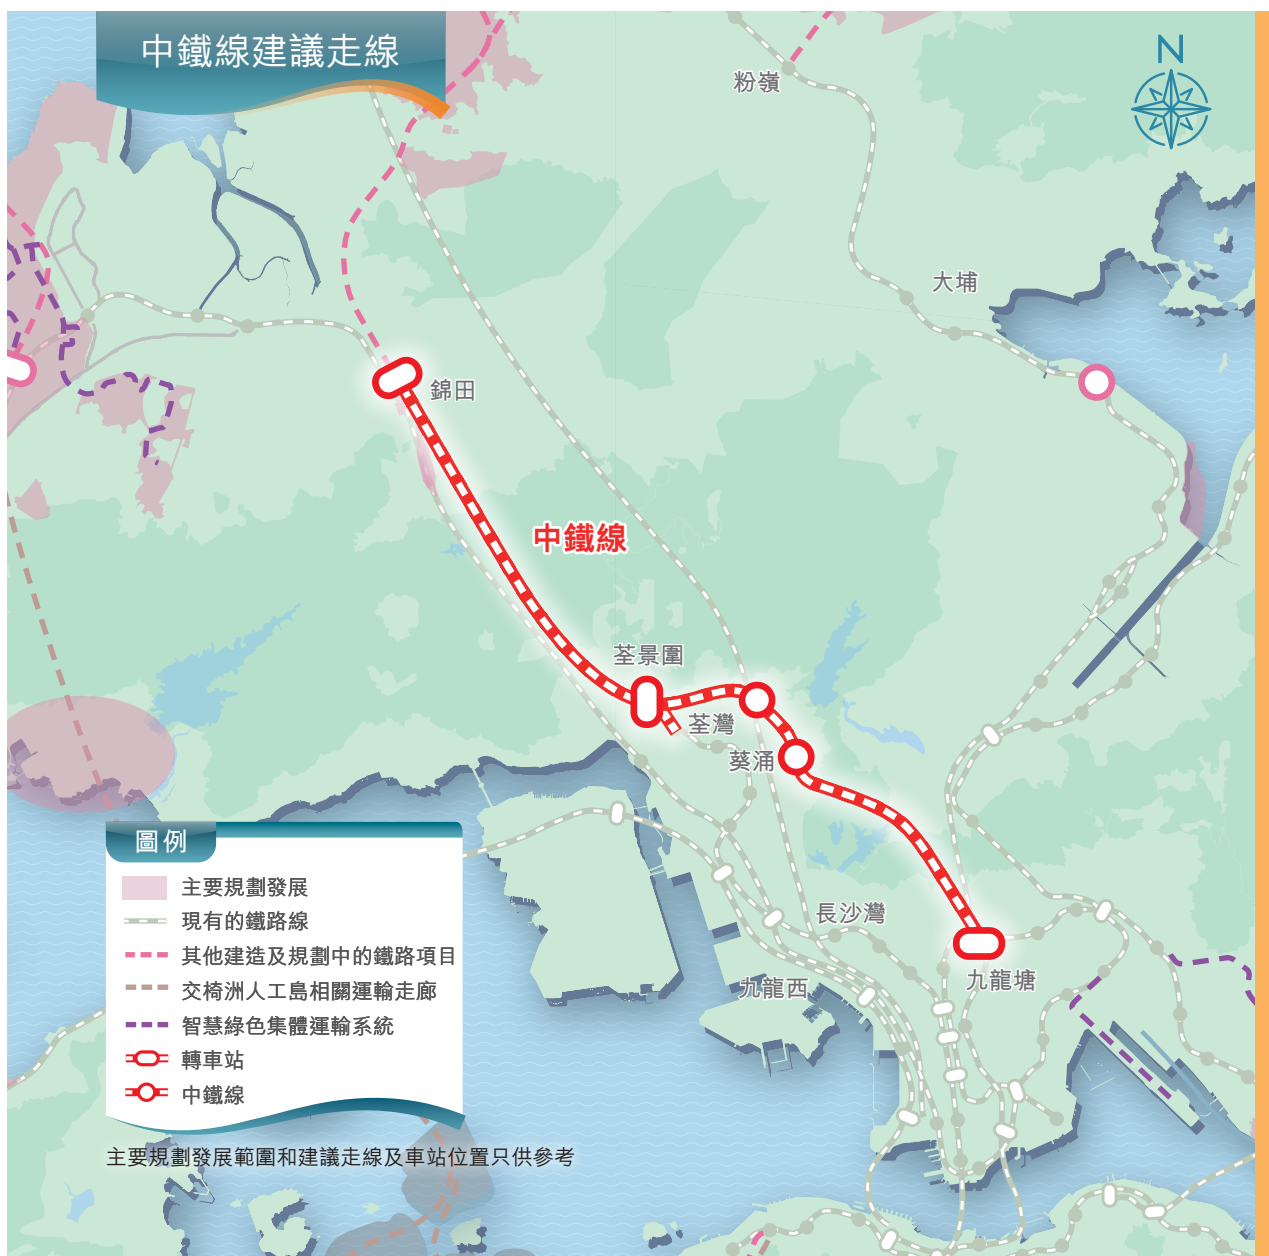 中鐵線建議走線
N
粉嶺
大埔
錦田
中鐵線
荃景圍
荃灣
葵涌
長沙灣
九龍塘
九龍西
圖例
主要規劃發展
現有的鐵路線
其他建造及規劃中的鐵路項目
交椅洲人工島相關運輸走廊
智慧綠色集體運輸系統
轉車站
中鐵線
主要規劃發展範圍和建議走線及車站位置只供參考